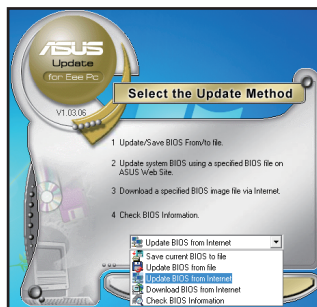 ASUS
Update
for Eee Pc
V1.03.06
Select the Update Method
1 Update/Save BIOS From/to file.
2 Update system BIOS using a specified BIOS file on
ASUS Web Site.
3 Download a specified BIOS image file via Internet.
4 Check BIOS Information.
Update BIOS from Internet
Save current BIOS to file
Update BIOS from file
Update BIOS from Internet
Download BIOS from Internet
Check BIOS Information